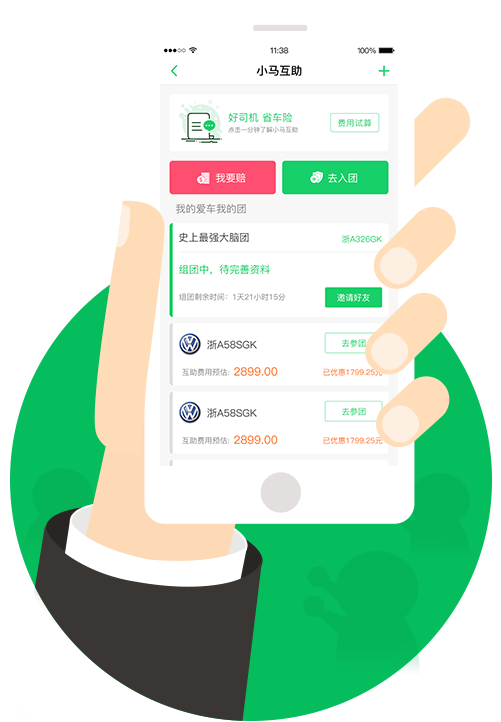 11:38
100%
小马互助
好司机 省车险
点击一分钟了解小马互助
费用试算
我要赔
去入团
我的爱车我的团
史上最强大脑团
浙A326GK
组团中，待完善资料
组团剩余时间：1天21小时15分
邀请好友
浙A58SGK
去参团
互助费用预估: 2899.00
已优惠1799.25元
浙A58SGK
去参团
互助费用预估: 2899.00
已优惠1799.25元